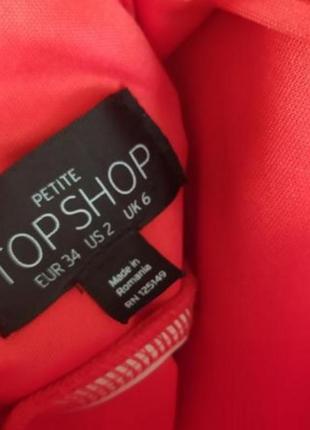 PETITE
TOPSHOP
EUR 34 US 2 UK 6
Made in
Romania
RN 125149